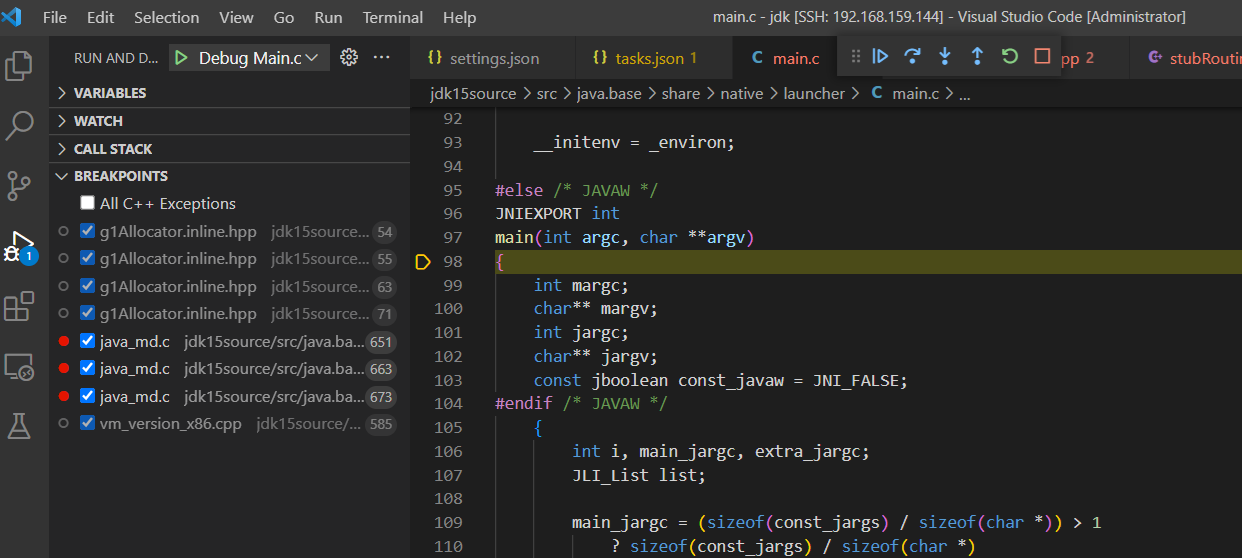 File Edit Selection View Go Run Terminal Help main.c - jdk [SSH: 192.168.159.144] - Visual Studio Code [Administrator]
RUN AND D... Debug Main.c
settings.json tasks.json 1 main.c pp 2 stubRoutin
jdk15source > src > java.base > share > native > launcher > C main.c > ...
VARIABLES
WATCH
CALL STACK
BREAKPOINTS
All C++ Exceptions
g1Allocator.inline.hpp jdk15source... 54
g1Allocator.inline.hpp jdk15source... 55
g1Allocator.inline.hpp jdk15source... 63
g1Allocator.inline.hpp jdk15source... 71
java_md.c jdk15source/src/java.ba... 651
java_md.c jdk15source/src/java.ba... 663
java_md.c jdk15source/src/java.ba... 673
vm_version_x86.cpp jdk15source/... 585
1
92
93 __initenv = _environ;
94
95 #else /* JAVAW */
96 JNIEXPORT int
97 main(int argc, char **argv)
98 {
99 int margc;
100 char** margv;
101 int jargc;
102 char** jargv;
103 const jboolean const_javaw = JNI_FALSE;
104 #endif /* JAVAW */
105 {
106 int i, main_jargc, extra_jargc;
107 JLI_List list;
108
109 main_jargc = (sizeof(const_jargs) / sizeof(char *)) > 1
110 ? sizeof(const_jargs) / sizeof(char *)